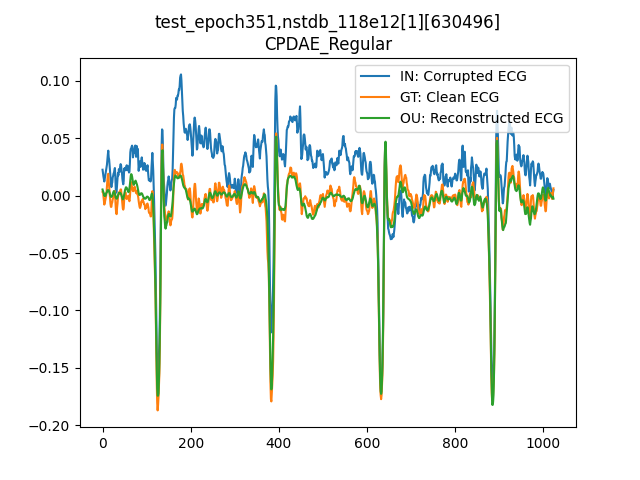 test_epoch351,nstdb_118e12[1][630496]
CPDAE_Regular
IN: Corrupted ECG
GT: Clean ECG
OU: Reconstructed ECG
0.10
0.05
0.00
−0.05
−0.10
−0.15
−0.20
0 200 400 600 800 1000